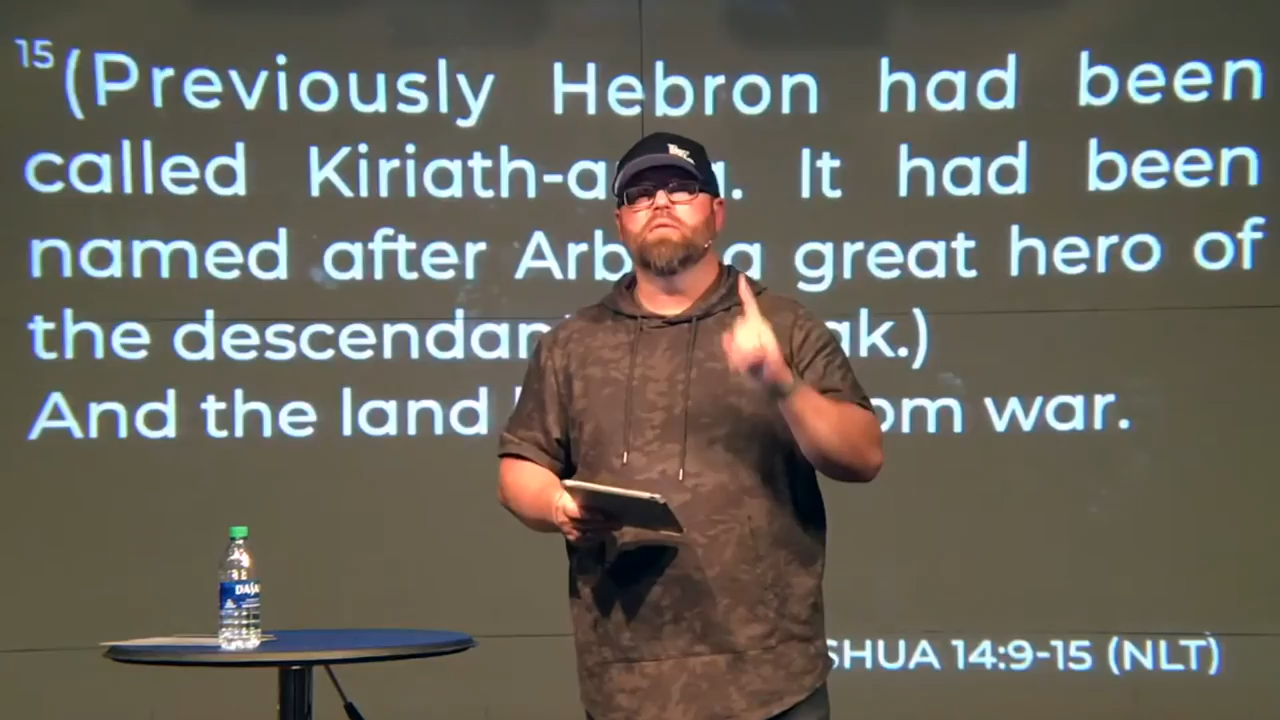 15 (Previously Hebron had been
called Kiriath-a a. It had been
named after Arb a great hero of
the descendan ak.)
And the land om war.
SHUA 14:9-15 (NLT)
DASA